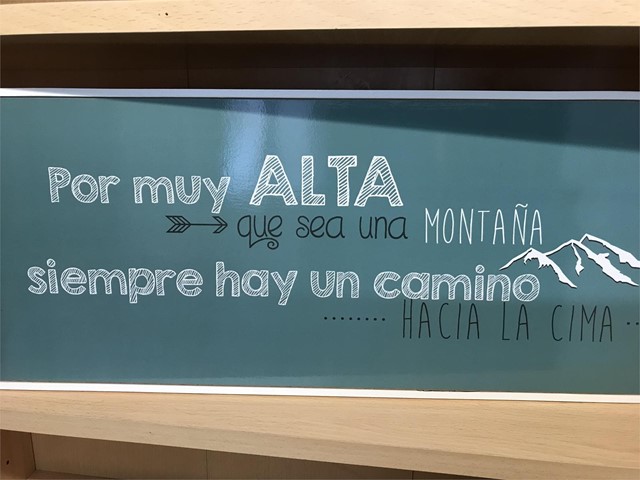 Por muy ALTA
que sea una MONTAÑA
siempre hay un camino
........ HACIA LA CIMA ..